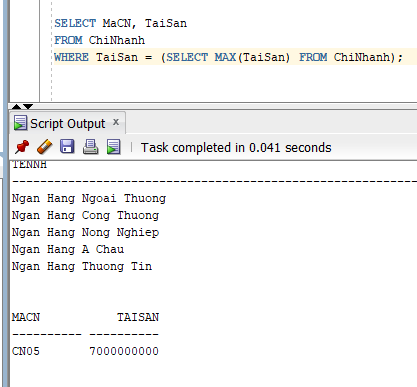 SELECT MaCN, TaiSan
FROM ChiNhanh
WHERE TaiSan = (SELECT MAX(TaiSan) FROM ChiNhanh);
Script Output x
Task completed in 0.041 seconds
TENNH
--------------------------------------------------------------------
Ngan Hang Ngoai Thuong
Ngan Hang Cong Thuong
Ngan Hang Nong Nghiep
Ngan Hang A Chau
Ngan Hang Thuong Tin
MACN TAISAN
---------- ----------
CN05 7000000000